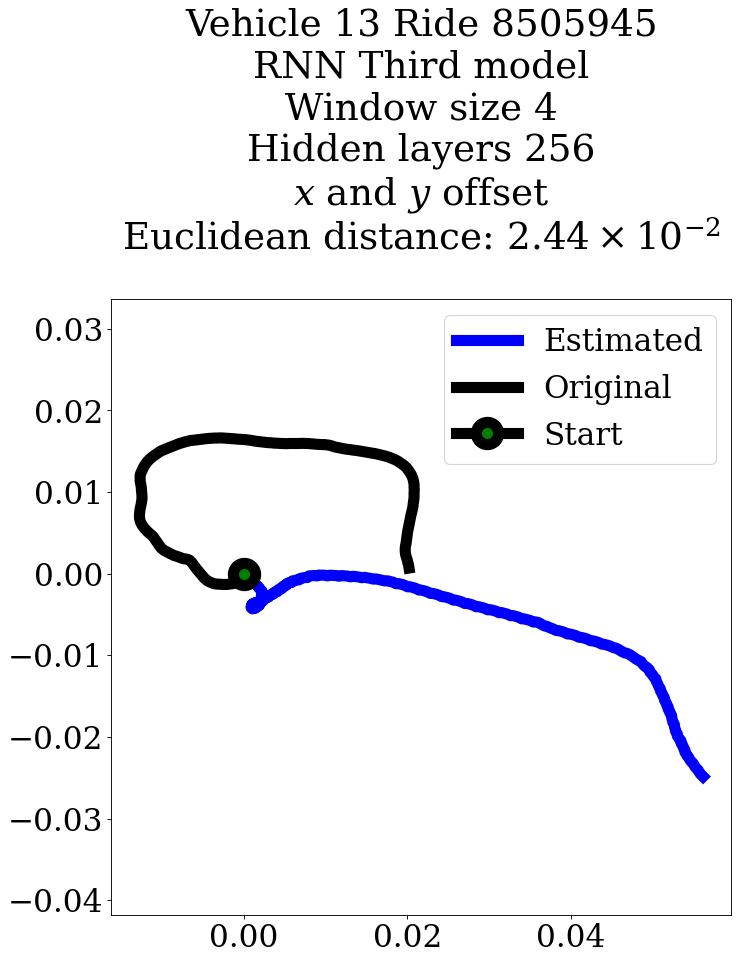 Vehicle 13 Ride 8505945
RNN Third model
Window size 4
Hidden layers 256
x and y offset
Euclidean distance: 2.44 × 10⁻²
Estimated
Original
Start
0.03
0.02
0.01
0.00
−0.01
−0.02
−0.03
−0.04
0.00 0.02 0.04